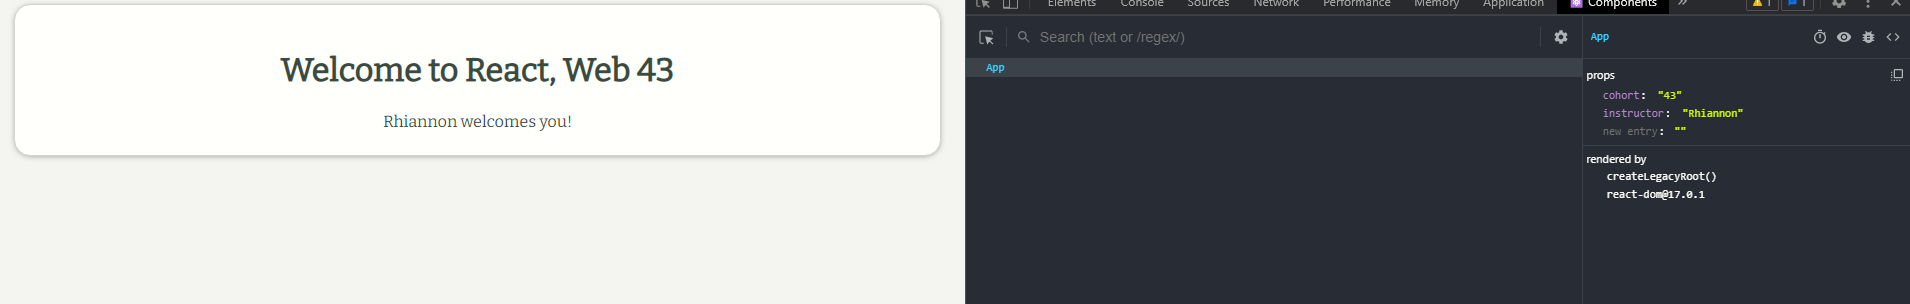 Welcome to React, Web 43
Rhiannon welcomes you!
Elements Console Sources Network Performance Memory Application Components » 1 1
Search (text or /regex/)
App
App
props
cohort: "43"
instructor: "Rhiannon"
new entry: ""
rendered by
createLegacyRoot()
react-dom@17.0.1